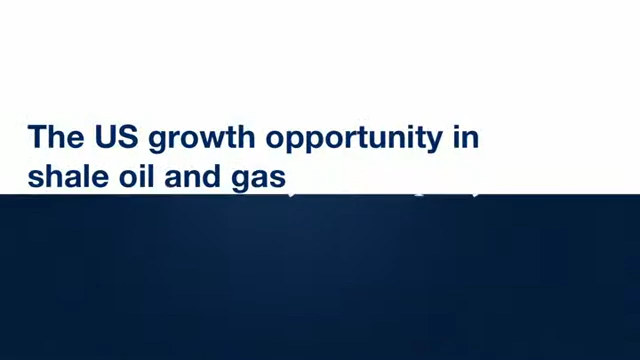 The US growth opportunity in
shale oil and gas